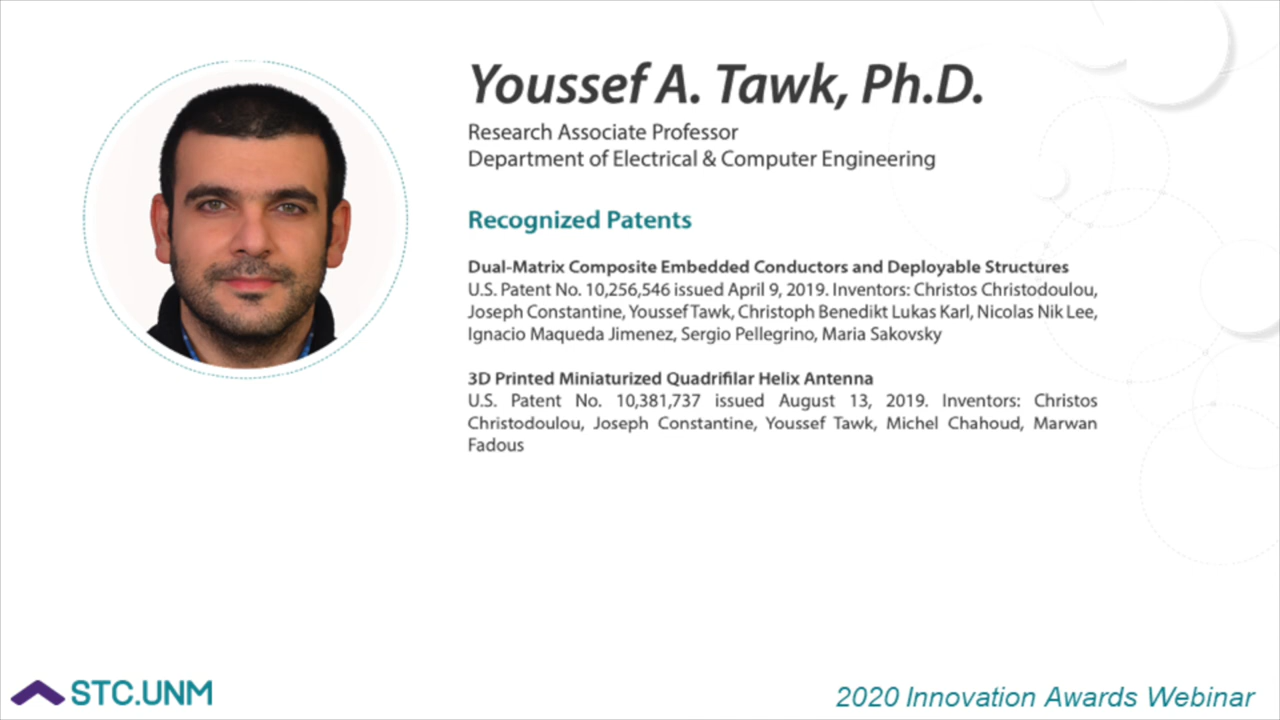 Youssef A. Tawk, Ph.D.
Research Associate Professor
Department of Electrical & Computer Engineering
Recognized Patents
Dual-Matrix Composite Embedded Conductors and Deployable Structures
U.S. Patent No. 10,256,546 issued April 9, 2019. Inventors: Christos Christodoulou,
Joseph Constantine, Youssef Tawk, Christoph Benedikt Lukas Karl, Nicolas Nik Lee,
Ignacio Maqueda Jimenez, Sergio Pellegrino, Maria Sakovsky
3D Printed Miniaturized Quadrifilar Helix Antenna
U.S. Patent No. 10,381,737 issued August 13, 2019. Inventors: Christos
Christodoulou, Joseph Constantine, Youssef Tawk, Michel Chahoud, Marwan
Fadous
STC.UNM
2020 Innovation Awards Webinar